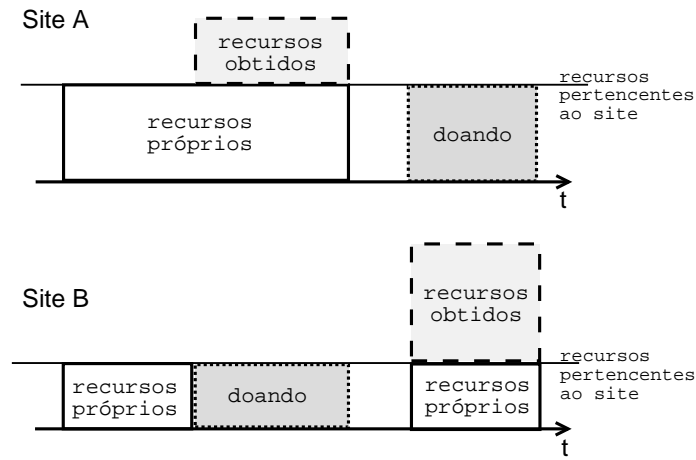 Site A
recursos
obtidos
recursos
próprios
doando
recursos
pertencentes
ao site
t
Site B
recursos
obtidos
recursos
próprios
doando
recursos
próprios
recursos
pertencentes
ao site
t